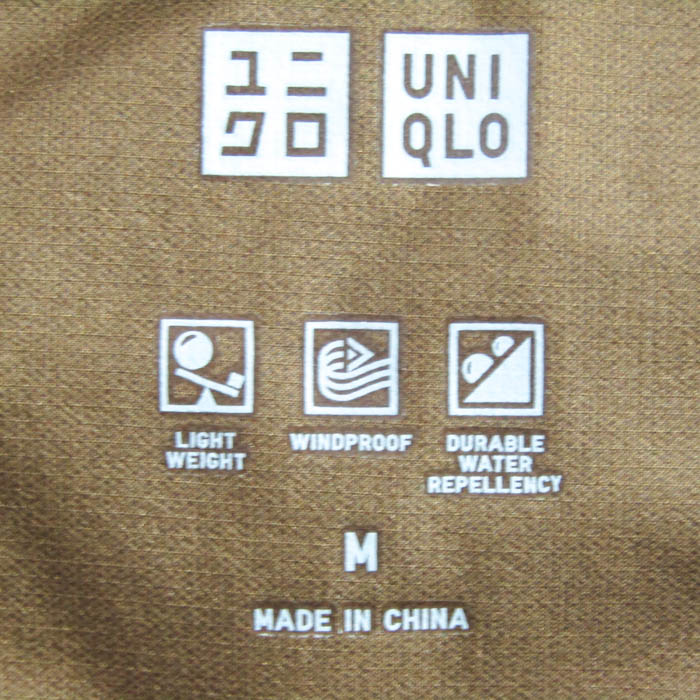 ユニ
クロ
UNI
QLO
LIGHT
WEIGHT
WINDPROOF
DURABLE
WATER
REPELLENCY
M
MADE IN CHINA